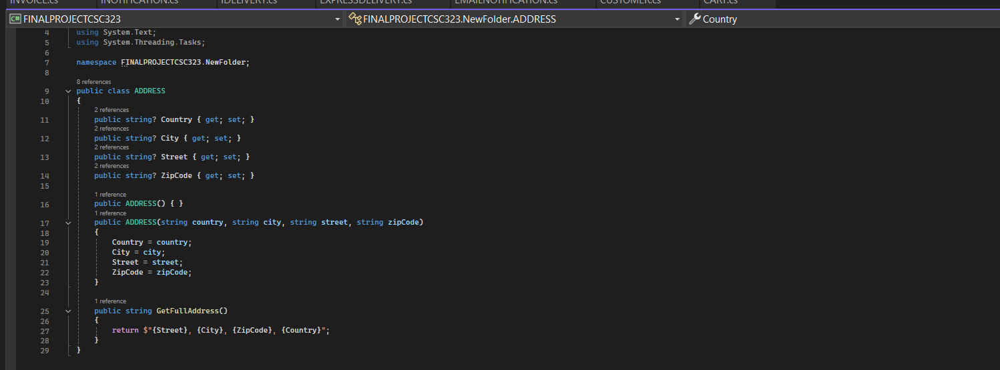 INVOICE.cs INOTIFICATION.cs IDELIVERY.cs EXPRESSDELIVERY.cs EMAILNOTIFICATION.cs CUSTOMER.cs CART.cs
C# FINALPROJECTCSC323 FINALPROJECTCSC323.NewFolder.ADDRESS Country
4 using System.Text;
5 using System.Threading.Tasks;
6
7 namespace FINALPROJECTCSC323.NewFolder;
8
8 references
9 public class ADDRESS
10 {
2 references
11 public string? Country { get; set; }
2 references
12 public string? City { get; set; }
2 references
13 public string? Street { get; set; }
2 references
14 public string? ZipCode { get; set; }
15
1 reference
16 public ADDRESS() { }
1 reference
17 public ADDRESS(string country, string city, string street, string zipCode)
18 {
19 Country = country;
20 City = city;
21 Street = street;
22 ZipCode = zipCode;
23 }
24
1 reference
25 public string GetFullAddress()
26 {
27 return $"{Street}, {City}, {ZipCode}, {Country}";
28 }
29 }